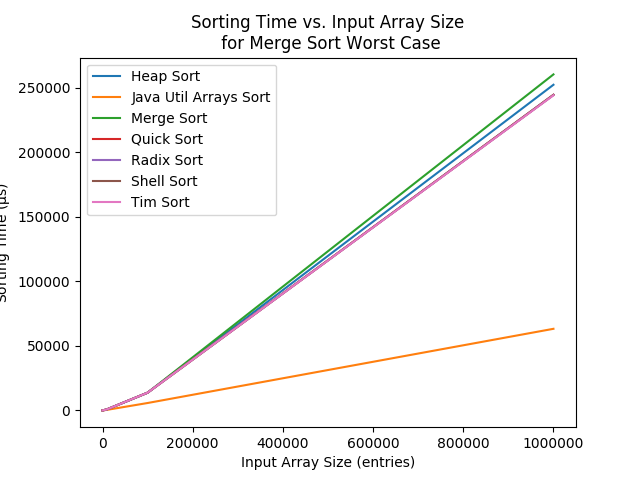 Sorting Time vs. Input Array Size
for Merge Sort Worst Case
Heap Sort
Java Util Arrays Sort
Merge Sort
Quick Sort
Radix Sort
Shell Sort
Tim Sort
250000
200000
150000
100000
50000
0
Sorting Time (µs)
0 200000 400000 600000 800000 1000000
Input Array Size (entries)